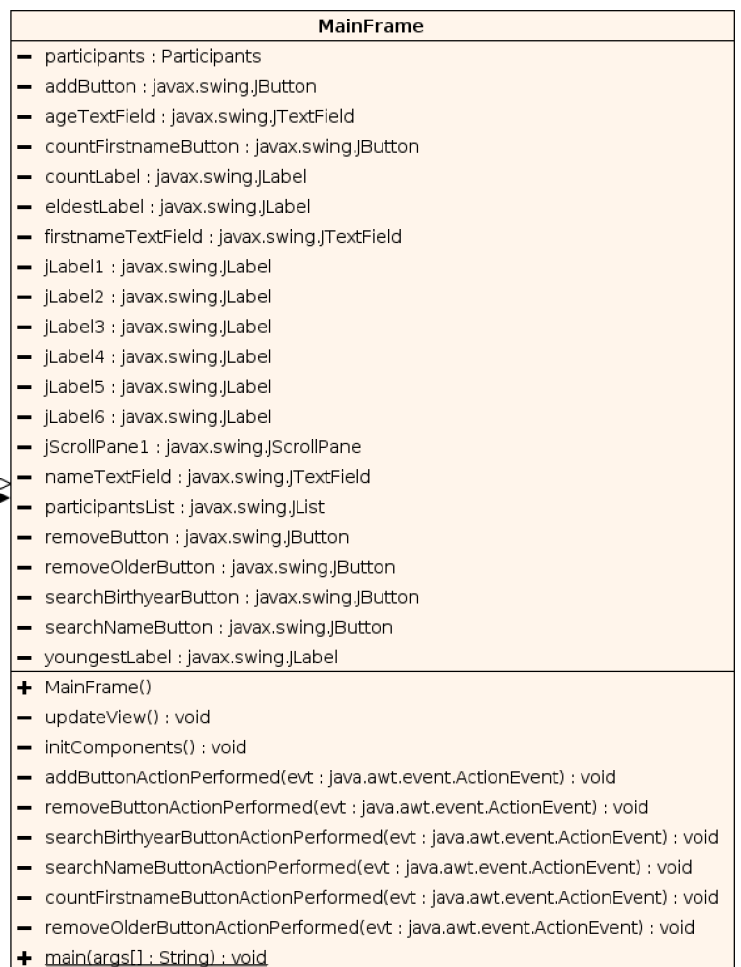 MainFrame
− participants : Participants
− addButton : javax.swing.JButton
− ageTextField : javax.swing.JTextField
− countFirstnameButton : javax.swing.JButton
− countLabel : javax.swing.JLabel
− eldestLabel : javax.swing.JLabel
− firstnameTextField : javax.swing.JTextField
− jLabel1 : javax.swing.JLabel
− jLabel2 : javax.swing.JLabel
− jLabel3 : javax.swing.JLabel
− jLabel4 : javax.swing.JLabel
− jLabel5 : javax.swing.JLabel
− jLabel6 : javax.swing.JLabel
− jScrollPane1 : javax.swing.JScrollPane
− nameTextField : javax.swing.JTextField
− participantsList : javax.swing.JList
− removeButton : javax.swing.JButton
− removeOlderButton : javax.swing.JButton
− searchBirthyearButton : javax.swing.JButton
− searchNameButton : javax.swing.JButton
− youngestLabel : javax.swing.JLabel
+ MainFrame()
− updateView() : void
− initComponents() : void
− addButtonActionPerformed(evt : java.awt.event.ActionEvent) : void
− removeButtonActionPerformed(evt : java.awt.event.ActionEvent) : void
− searchBirthyearButtonActionPerformed(evt : java.awt.event.ActionEvent) : void
− searchNameButtonActionPerformed(evt : java.awt.event.ActionEvent) : void
− countFirstnameButtonActionPerformed(evt : java.awt.event.ActionEvent) : void
− removeOlderButtonActionPerformed(evt : java.awt.event.ActionEvent) : void
+ main(args[] : String) : void